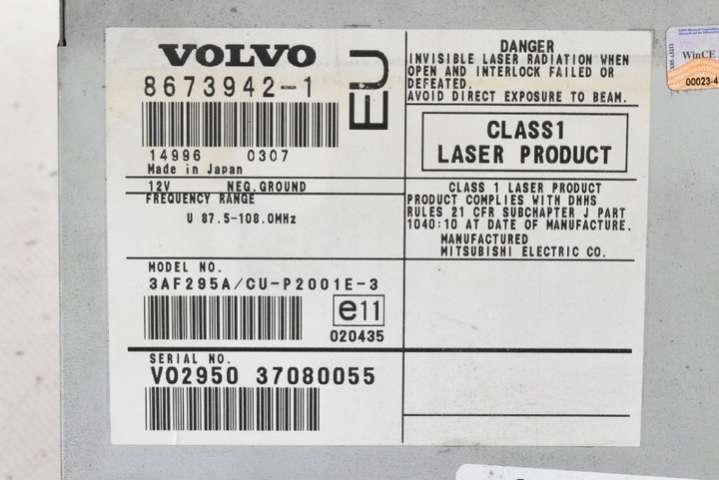 VOLVO
8673942-1
EU
14996 0307
Made in Japan
12V NEG.GROUND
FREQUENCY RANGE
U 87.5-108.0MHz
MODEL NO.
3AF295A/CU-P2001E-3
e11
020435
SERIAL NO.
V02950 37080055
DANGER
INVISIBLE LASER RADIATION WHEN
OPEN AND INTERLOCK FAILED OR
DEFEATED.
AVOID DIRECT EXPOSURE TO BEAM.
CLASS1
LASER PRODUCT
CLASS 1 LASER PRODUCT
PRODUCT COMPLIES WITH DHHS
RULES 21 CFR SUBCHAPTER J PART
1040:10 AT DATE OF MANUFACTURE.
MANUFACTURED
MITSUBISHI ELECTRIC CO.
WinCE
00023-4